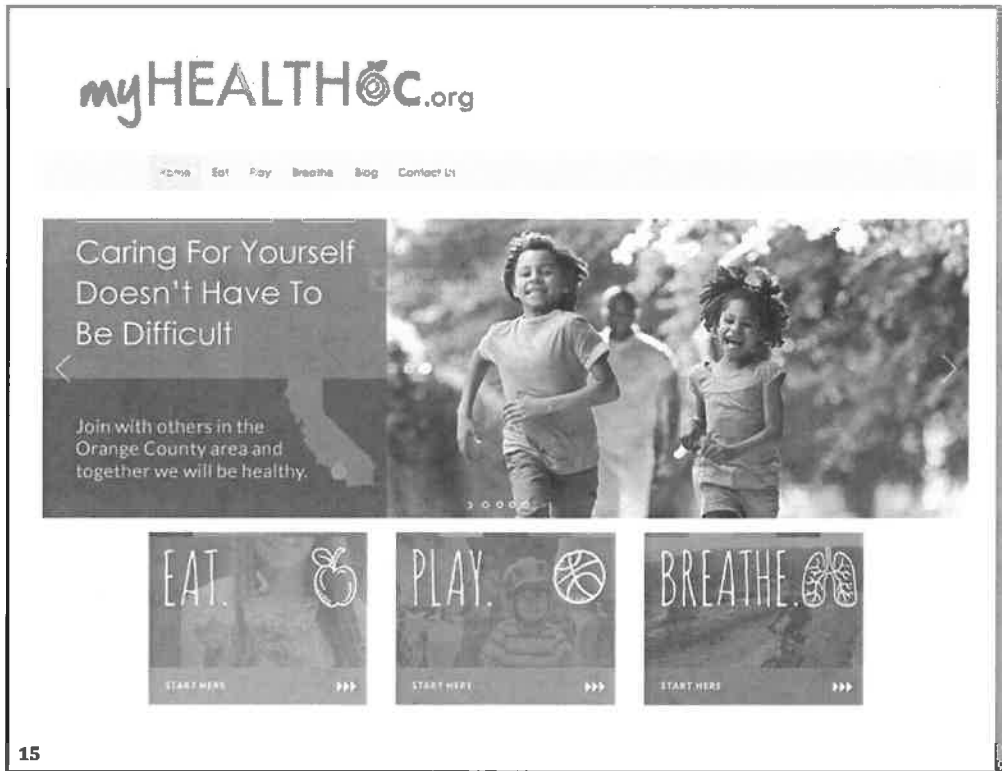 myHEALTHOC.org
Home Eat Play Breathe Blog Contact Us
Caring For Yourself
Doesn't Have To
Be Difficult
Join with others in the
Orange County area and
together we will be healthy.
EAT. PLAY. BREATHE.
START HERE START HERE START HERE
15